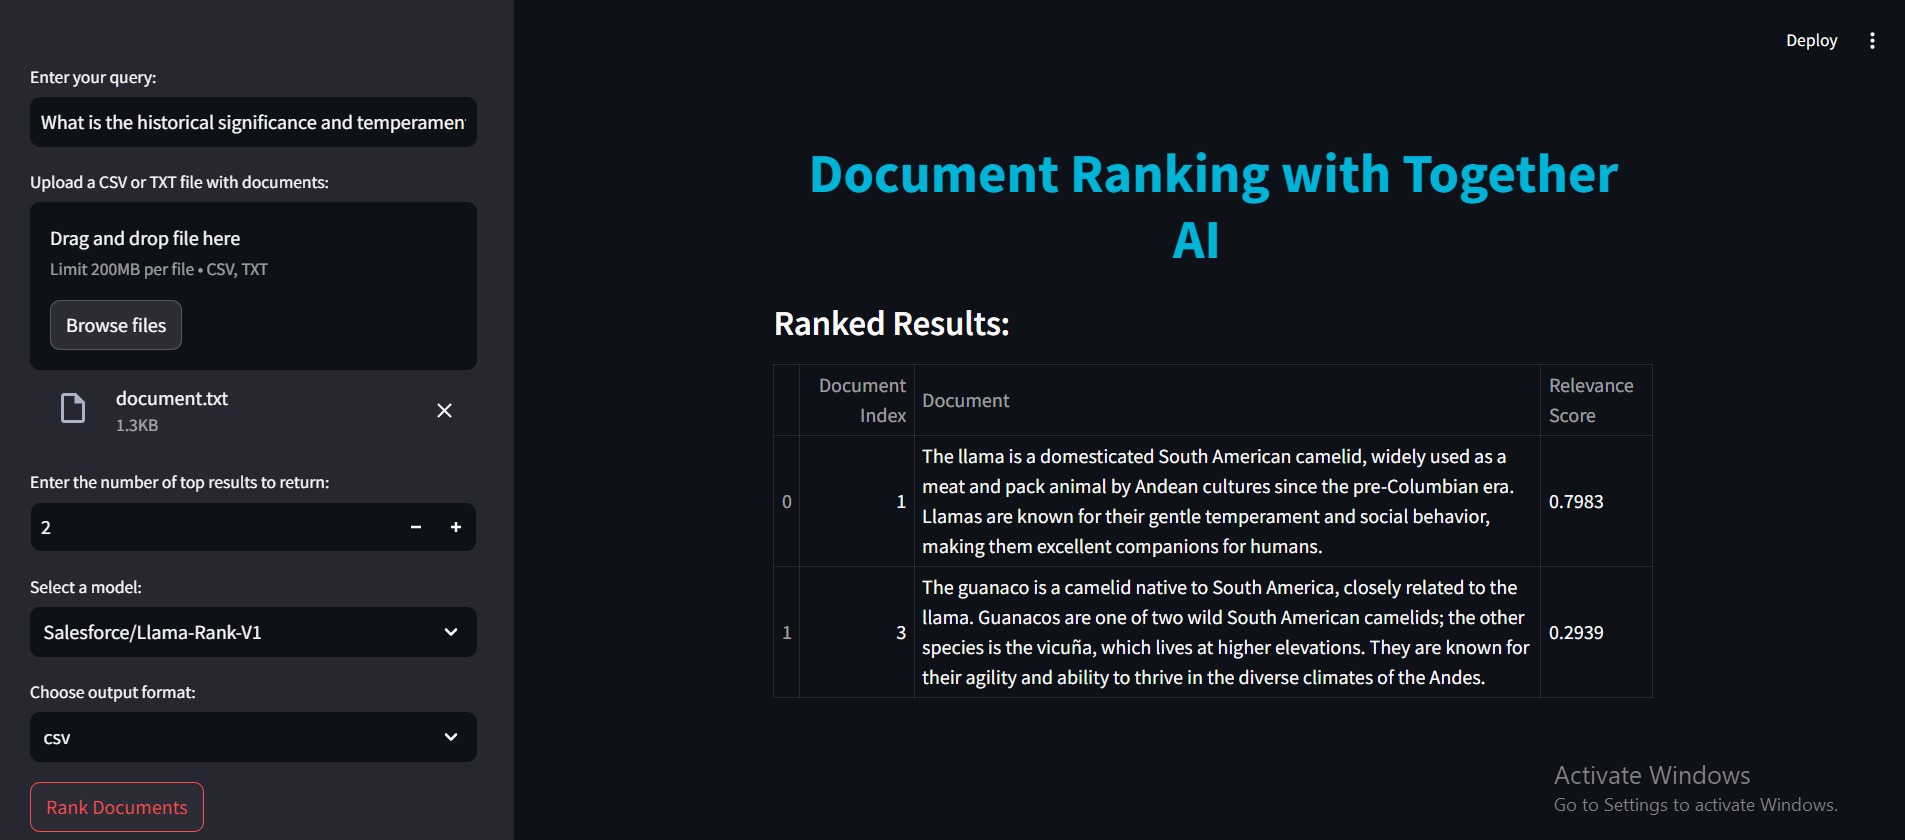 Enter your query:
What is the historical significance and temperamen
Upload a CSV or TXT file with documents:
Drag and drop file here
Limit 200MB per file • CSV, TXT
Browse files
document.txt
1.3KB
Enter the number of top results to return:
2
Select a model:
Salesforce/Llama-Rank-V1
Choose output format:
csv
Rank Documents
Deploy
Document Ranking with Together
AI
Ranked Results:
Document
Index
Document
Relevance
Score
0
1
The llama is a domesticated South American camelid, widely used as a
meat and pack animal by Andean cultures since the pre-Columbian era.
Llamas are known for their gentle temperament and social behavior,
making them excellent companions for humans.
0.7983
1
3
The guanaco is a camelid native to South America, closely related to the
llama. Guanacos are one of two wild South American camelids; the other
species is the vicuña, which lives at higher elevations. They are known for
their agility and ability to thrive in the diverse climates of the Andes.
0.2939
Activate Windows
Go to Settings to activate Windows.